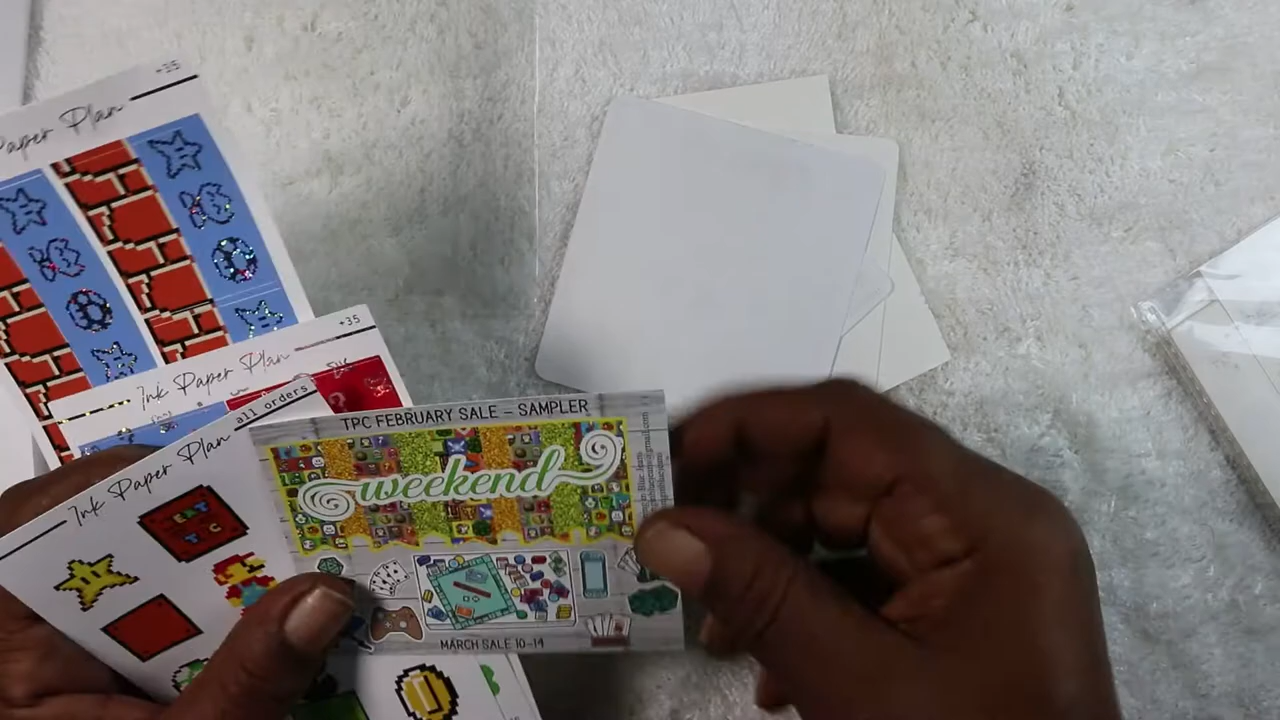 +35
Paper Plan
+35
Ink Paper Plan
all orders
Ink Paper Plan
TPC FEBRUARY SALE – SAMPLER
weekend
MARCH SALE 10-14